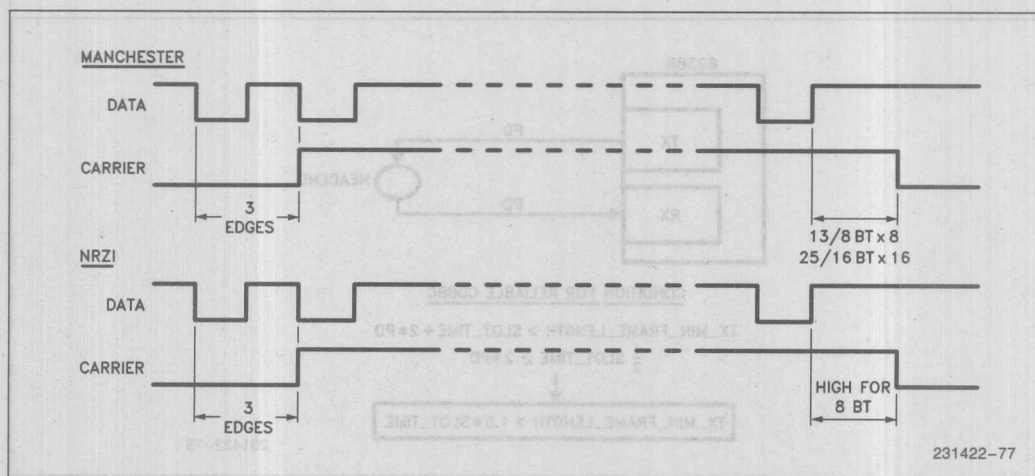 MANCHESTER
DATA
CARRIER
3
EDGES
13/8 BT x 8
25/16 BT x 16
NRZI
DATA
CARRIER
3
EDGES
HIGH FOR
8 BT
231422-77